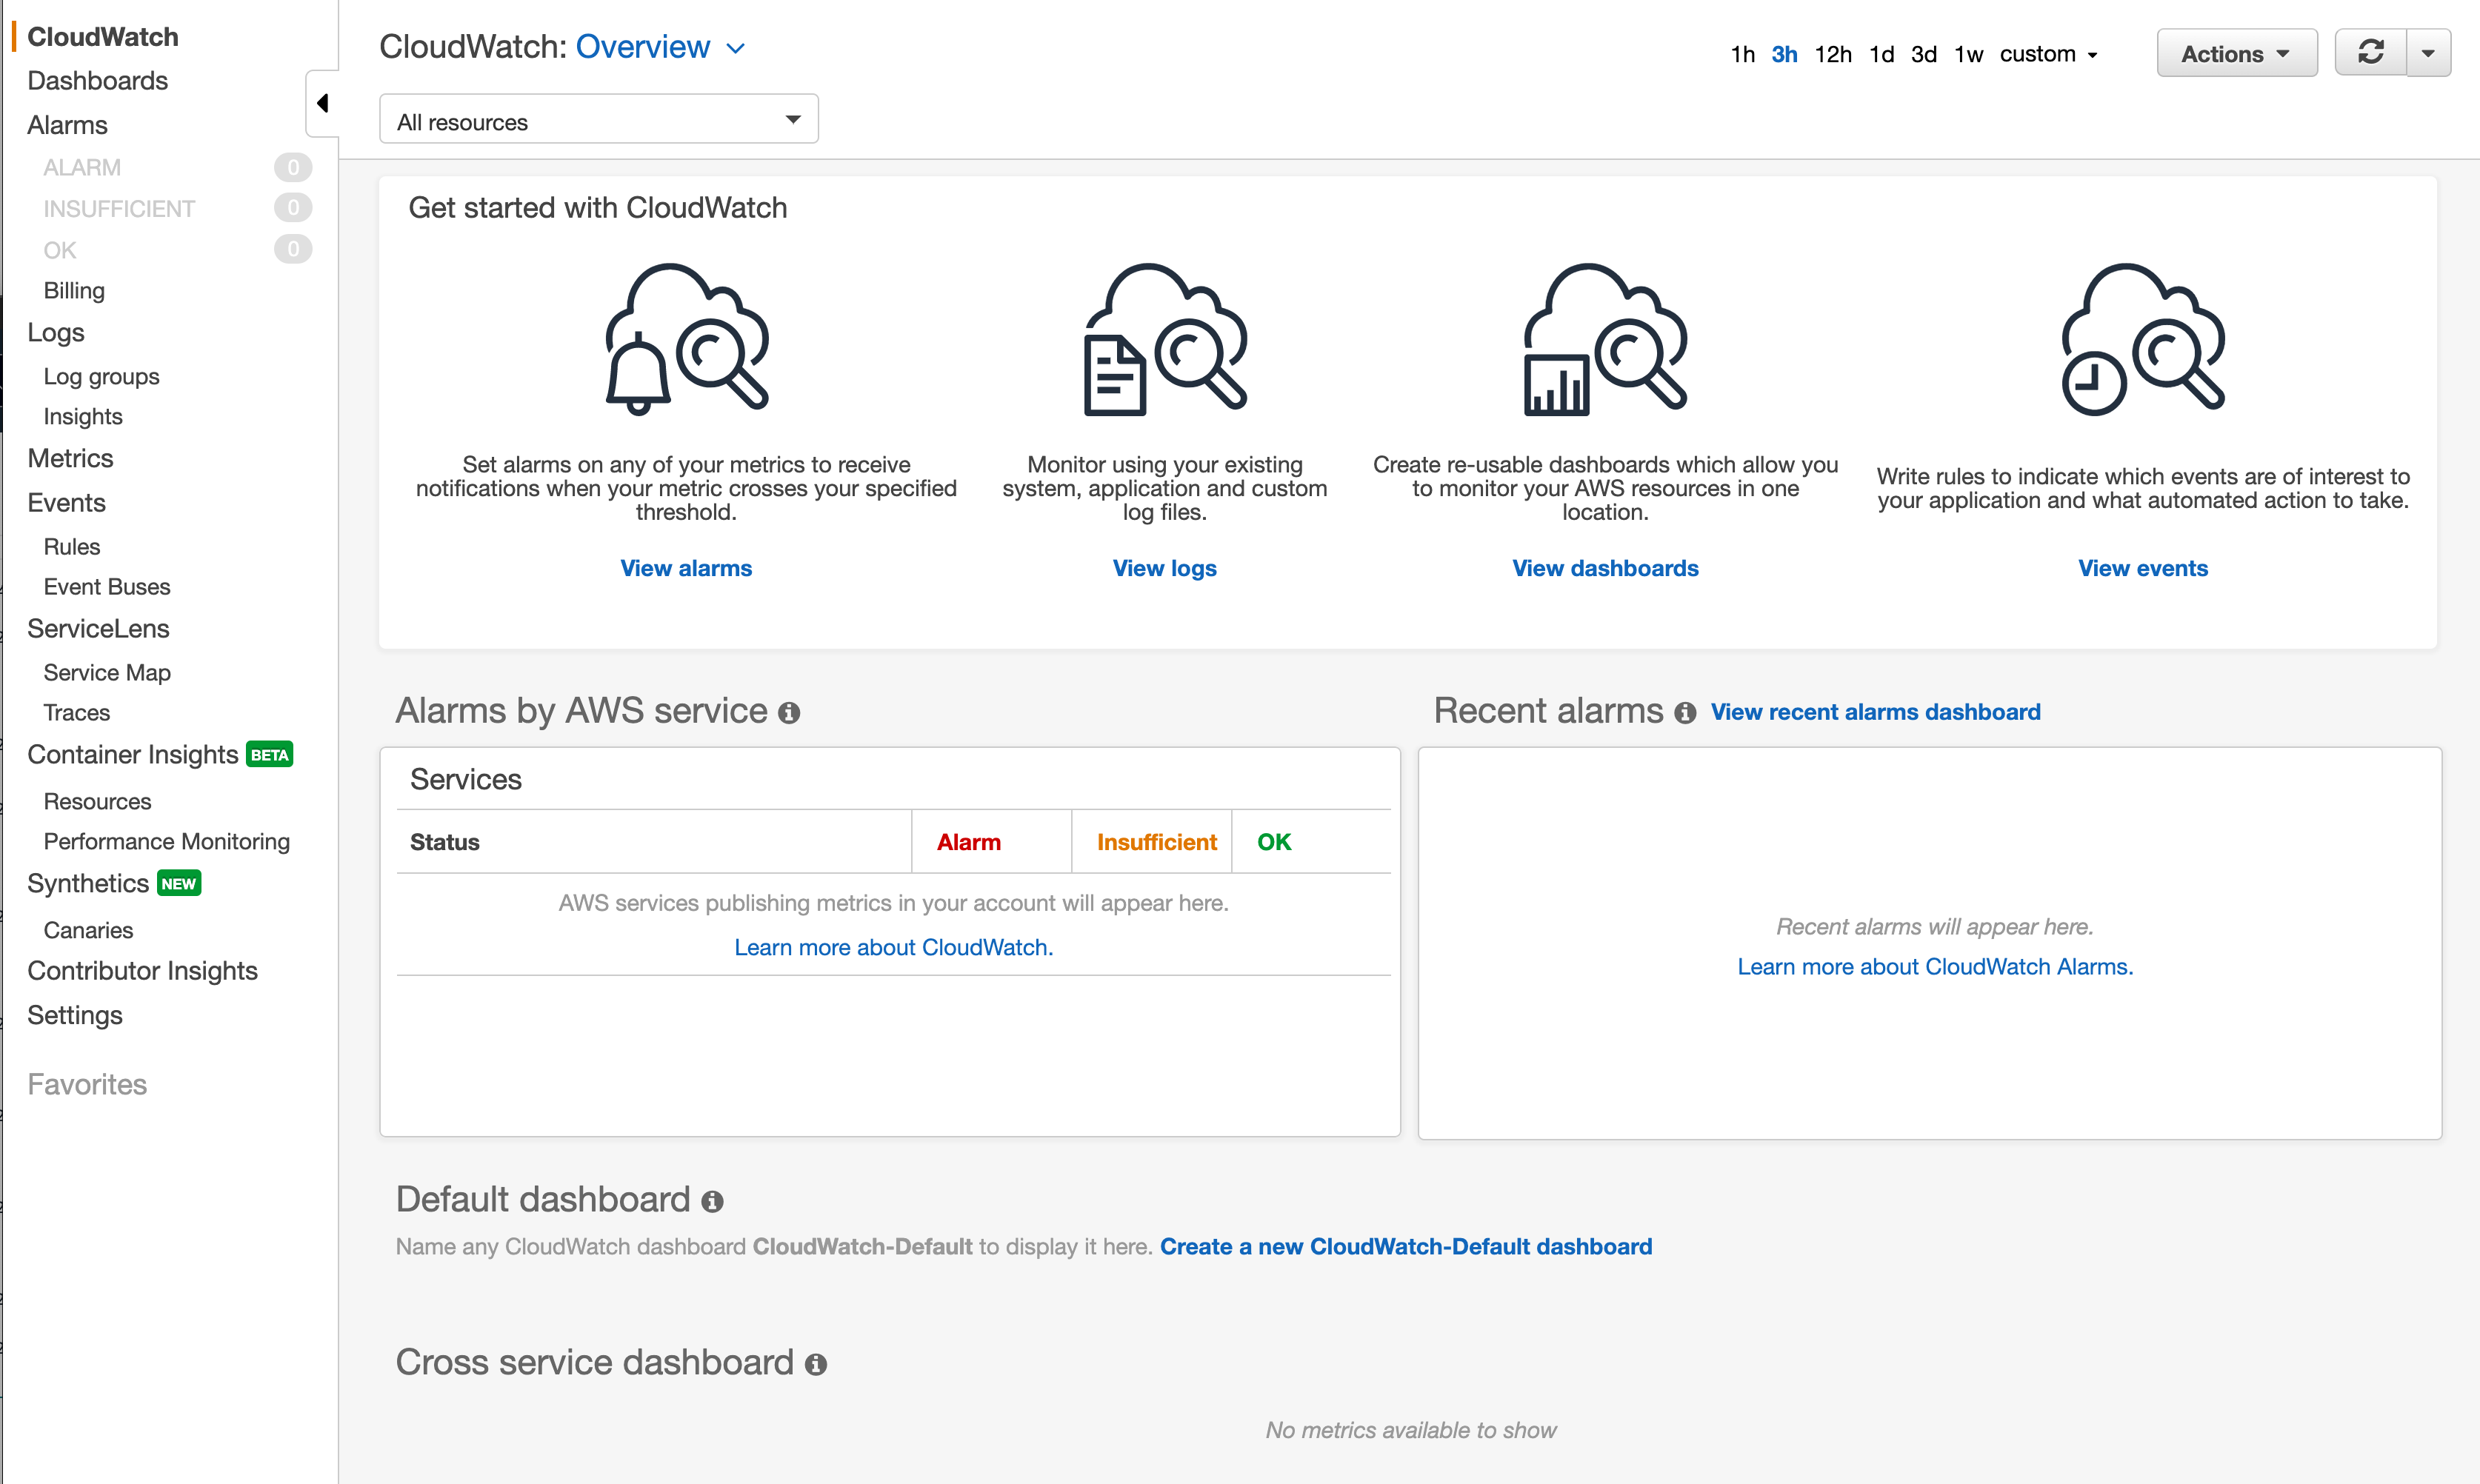 CloudWatch
Dashboards
Alarms
ALARM 0
INSUFFICIENT 0
OK 0
Billing
Logs
Log groups
Insights
Metrics
Events
Rules
Event Buses
ServiceLens
Service Map
Traces
Container Insights BETA
Resources
Performance Monitoring
Synthetics NEW
Canaries
Contributor Insights
Settings
Favorites
CloudWatch: Overview
1h 3h 12h 1d 3d 1w custom
Actions
All resources
Get started with CloudWatch
Set alarms on any of your metrics to receive
notifications when your metric crosses your specified
threshold.
View alarms
Monitor using your existing
system, application and custom
log files.
View logs
Create re-usable dashboards which allow you
to monitor your AWS resources in one
location.
View dashboards
Write rules to indicate which events are of interest to
your application and what automated action to take.
View events
Alarms by AWS service
Services
Status Alarm Insufficient OK
AWS services publishing metrics in your account will appear here.
Learn more about CloudWatch.
Recent alarms View recent alarms dashboard
Recent alarms will appear here.
Learn more about CloudWatch Alarms.
Default dashboard
Name any CloudWatch dashboard CloudWatch-Default to display it here. Create a new CloudWatch-Default dashboard
Cross service dashboard
No metrics available to show